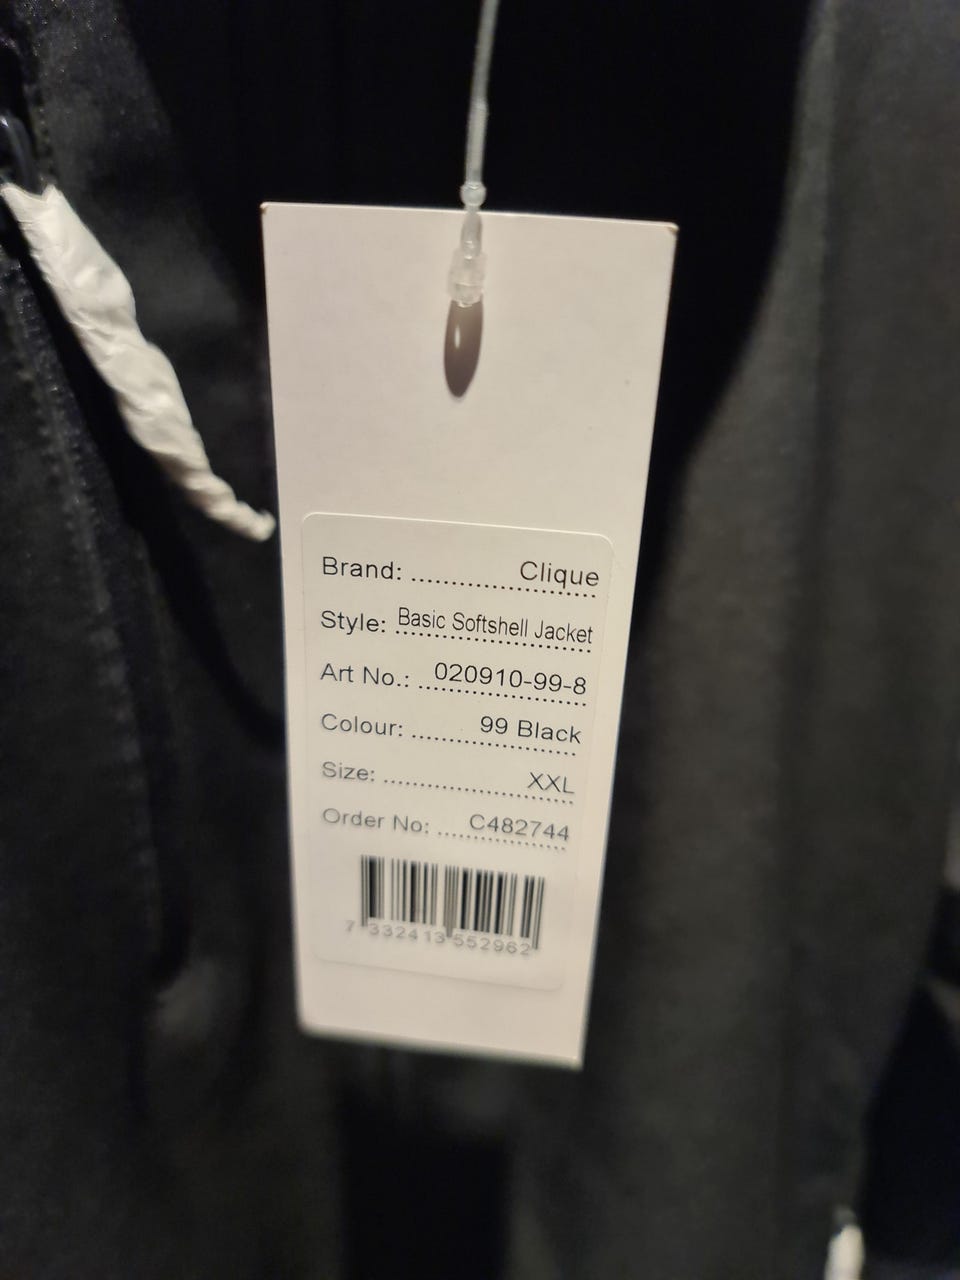 Brand: .................. Clique
Style: Basic Softshell Jacket
Art No.: 020910-99-8
Colour: .................. 99 Black
Size: .................. XXL
Order No: ........ C482744
7 332413 552962